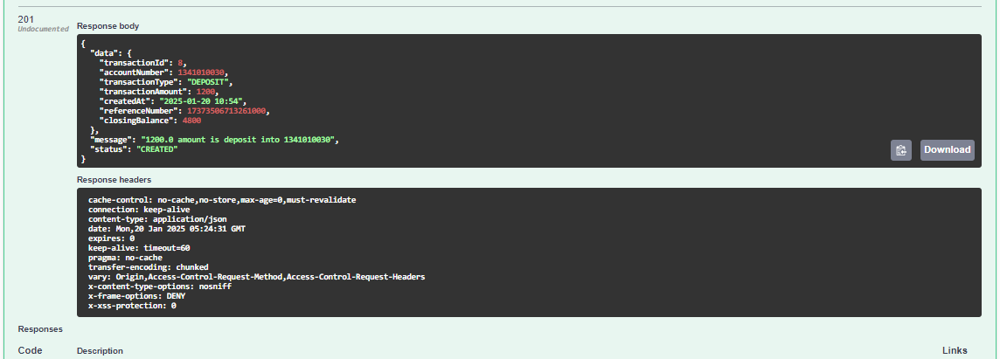 201
Undocumented
Response body
{
"data": {
"transactionId": 8,
"accountNumber": 1341010030,
"transactionType": "DEPOSIT",
"transactionAmount": 1200,
"createdAt": "2025-01-20 10:54",
"referenceNumber": 17373506713261000,
"closingBalance": 4800
},
"message": "1200.0 amount is deposit into 1341010030",
"status": "CREATED"
}
Download
Response headers
cache-control: no-cache,no-store,max-age=0,must-revalidate
connection: keep-alive
content-type: application/json
date: Mon,20 Jan 2025 05:24:31 GMT
expires: 0
keep-alive: timeout=60
pragma: no-cache
transfer-encoding: chunked
vary: Origin,Access-Control-Request-Method,Access-Control-Request-Headers
x-content-type-options: nosniff
x-frame-options: DENY
x-xss-protection: 0
Responses
Code Description Links